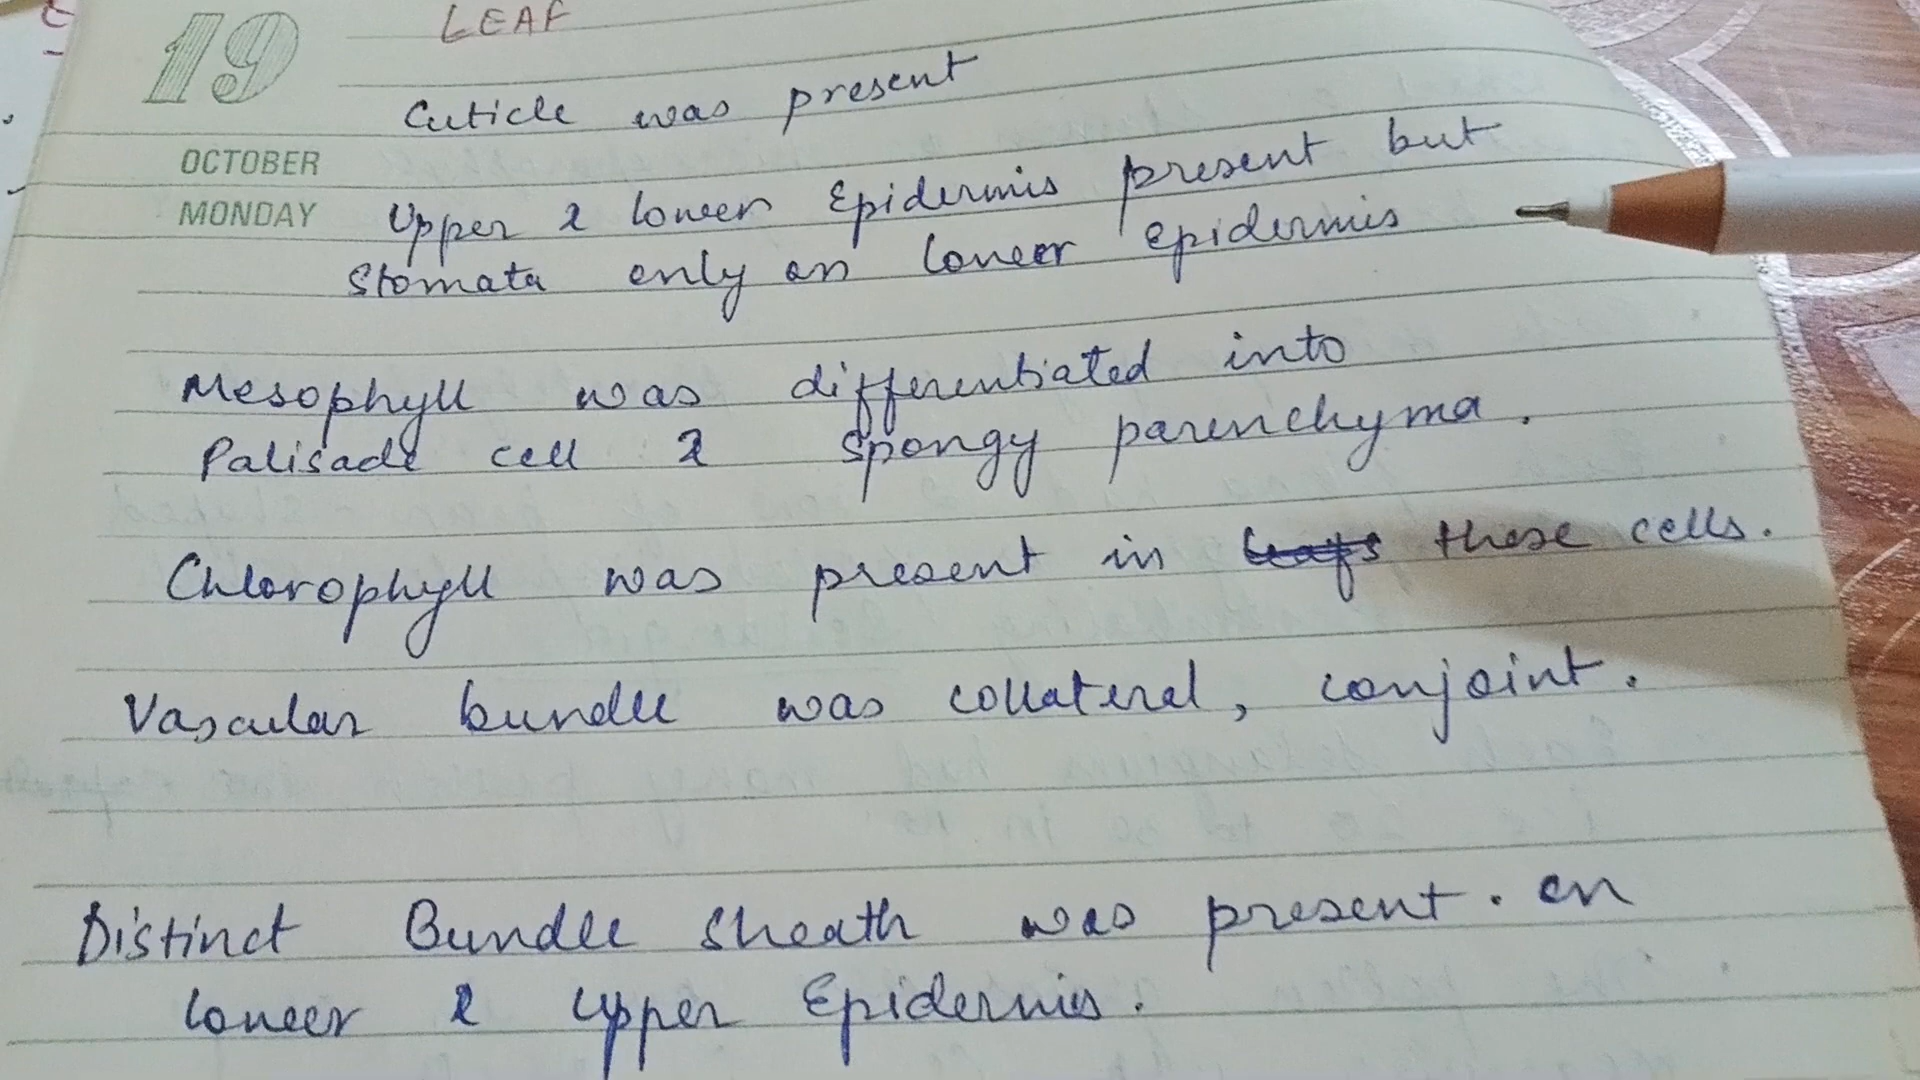 19
LEAF
Cuticle was present
OCTOBER
MONDAY
Upper & lower Epidermis present but
Stomata only on lower epidermis
Mesophyll was differentiated into
Palisade cell & spongy parenchyma.
Chlorophyll was present in leafs these cells.
Vascular bundle was collateral, conjoint.
Distinct Bundle sheath was present. on
lower & upper Epidermis.